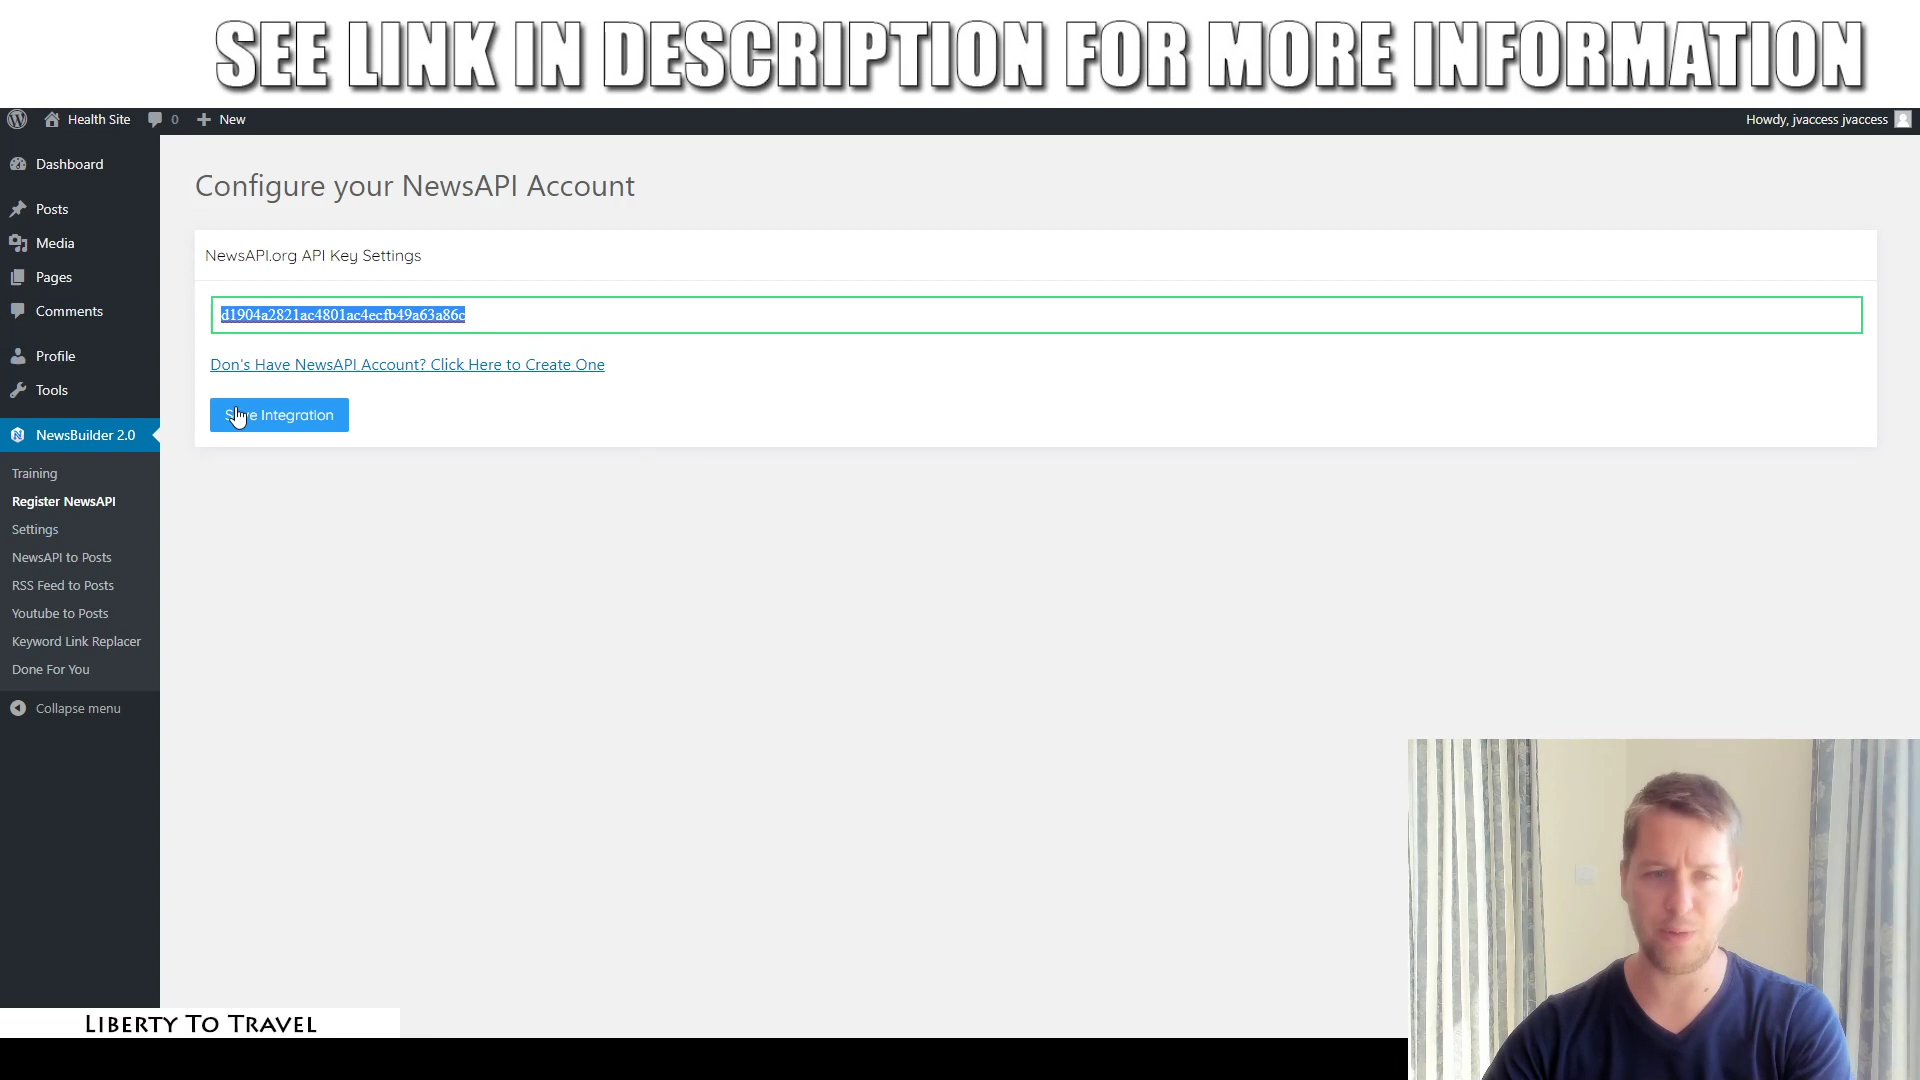 SEE LINK IN DESCRIPTION FOR MORE INFORMATION
Health Site 0 New Howdy, jvaccess jvaccess
Dashboard
Posts
Media
Pages
Comments
Profile
Tools
NewsBuilder 2.0
Training
Register NewsAPI
Settings
NewsAPI to Posts
RSS Feed to Posts
Youtube to Posts
Keyword Link Replacer
Done For You
Collapse menu
Configure your NewsAPI Account
NewsAPI.org API Key Settings
d1904a2821ac4801ac4ecfb49a63a86c
Don's Have NewsAPI Account? Click Here to Create One
Integration
LIBERTY TO TRAVEL